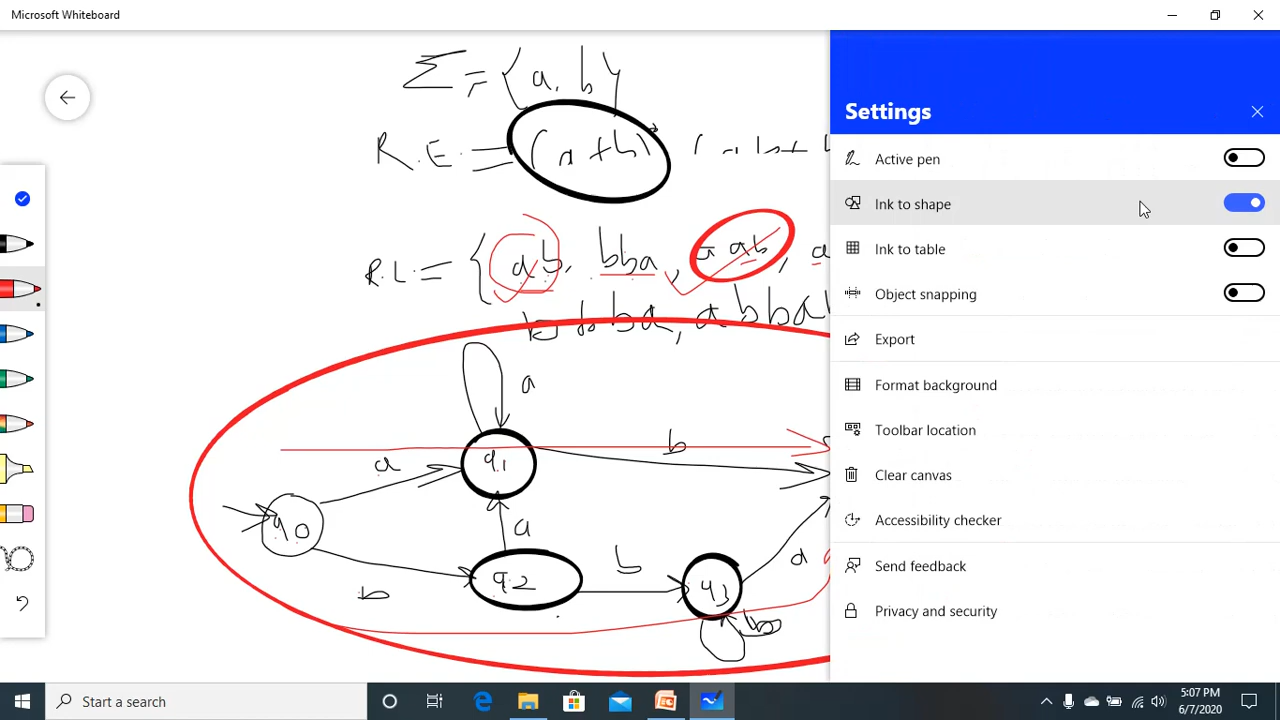 Microsoft Whiteboard
Σ = {a, b}
R.E. = (a+b)
R.L = { ab, bba, aab, a
bbba, abbab
a
a
q1
b
q0
a
b
q2
b
q3
a
b
Settings
Active pen
Ink to shape
Ink to table
Object snapping
Export
Format background
Toolbar location
Clear canvas
Accessibility checker
Send feedback
Privacy and security
Start a search
5:07 PM
6/7/2020